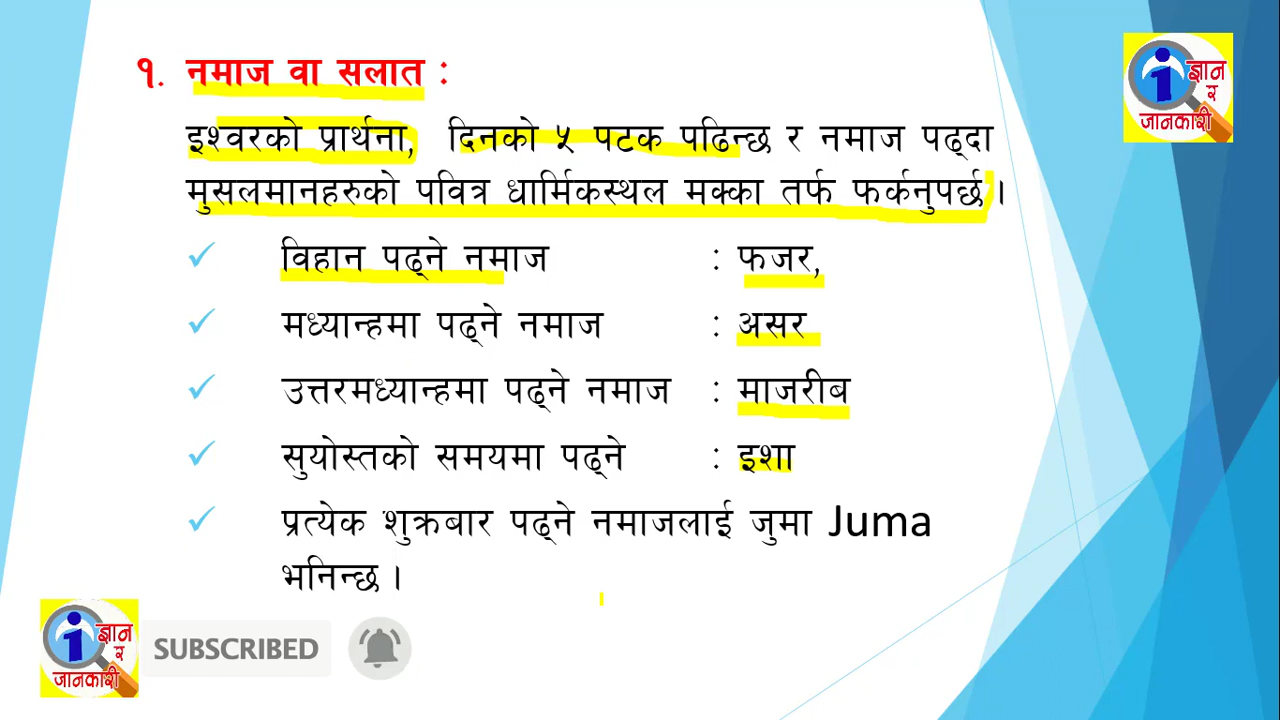 १. नमाज वा सलात :
इश्वरको प्रार्थना, दिनको ५ पटक पढिन्छ र नमाज पढ्दा
मुसलमानहरुको पवित्र धार्मिकस्थल मक्का तर्फ फर्कनुपर्छ ।
विहान पढ्ने नमाज : फजर,
मध्यान्हमा पढ्ने नमाज : असर
उत्तरमध्यान्हमा पढ्ने नमाज : माजरीब
सुयोस्तको समयमा पढ्ने : इशा
प्रत्येक शुक्रबार पढ्ने नमाजलाई जुमा Juma
भनिन्छ ।
ज्ञान
र
जानकारी
ज्ञान
र
जानकारी
SUBSCRIBED